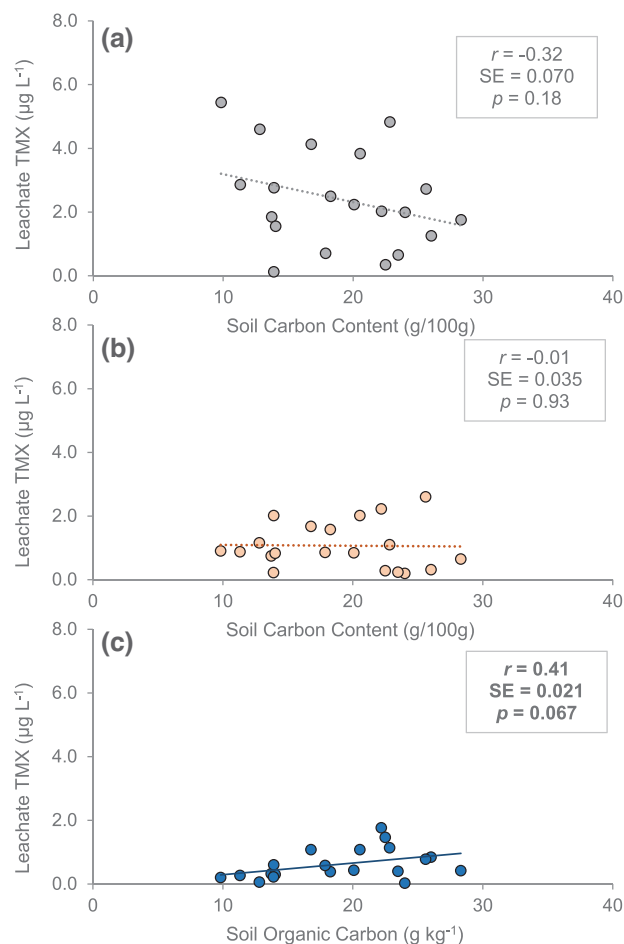 (a)
8.0
6.0
4.0
2.0
0.0
Leachate TMX (µg L⁻¹)
r = -0.32
SE = 0.070
p = 0.18
0 10 20 30 40
Soil Carbon Content (g/100g)
(b)
8.0
6.0
4.0
2.0
0.0
Leachate TMX (µg L⁻¹)
r = -0.01
SE = 0.035
p = 0.93
0 10 20 30 40
Soil Carbon Content (g/100g)
(c)
8.0
6.0
4.0
2.0
0.0
Leachate TMX (µg L⁻¹)
r = 0.41
SE = 0.021
p = 0.067
0 10 20 30 40
Soil Organic Carbon (g kg⁻¹)